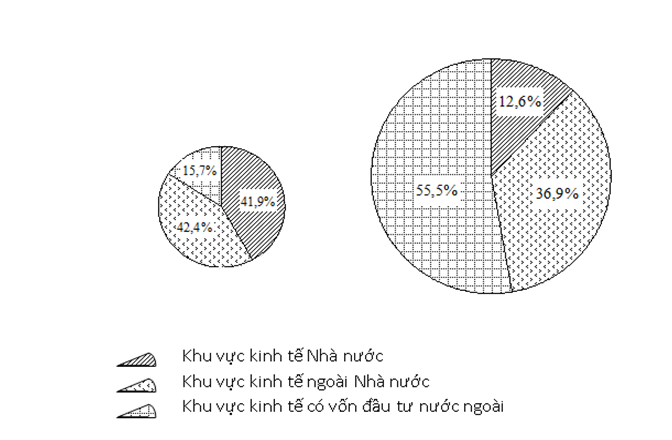 12,6%
15,7%
41,9%
55,5%
36,9%
42,4%
Khu vực kinh tế Nhà nước
Khu vực kinh tế ngoài Nhà nước
Khu vực kinh tế có vốn đầu tư nước ngoài